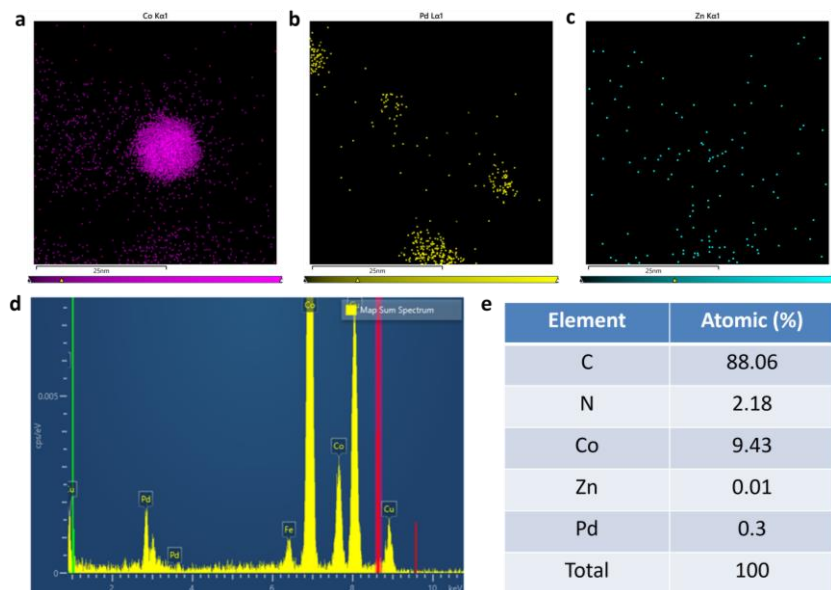 a
Co Kα1
25nm
b
Pd Lα1
25nm
c
Zn Kα1
25nm
d
Co
Map Sum Spectrum
0.005
cps/eV
Co
Pd
Fe
Cu
Pd
0
2
4
6
8
10
keV
e
Element Atomic (%)
C 88.06
N 2.18
Co 9.43
Zn 0.01
Pd 0.3
Total 100